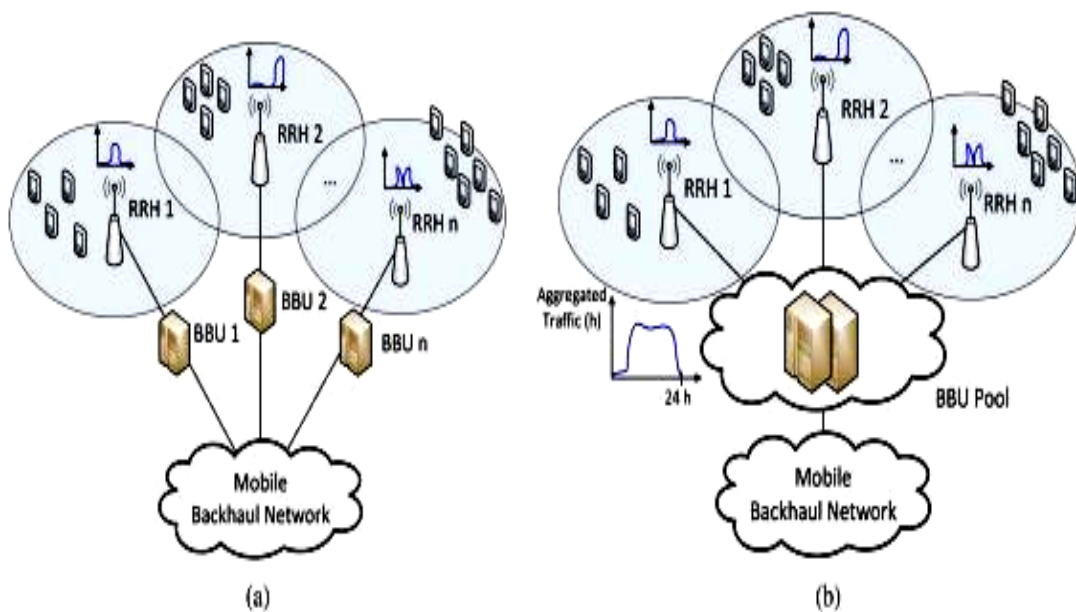 RRH 2
RRH 1
...
RRH n
BBU 2
BBU 1
BBU n
Mobile
Backhaul Network
(a)
RRH 2
RRH 1
...
RRH n
Aggregated
Traffic (h)
24 h
BBU Pool
Mobile
Backhaul Network
(b)